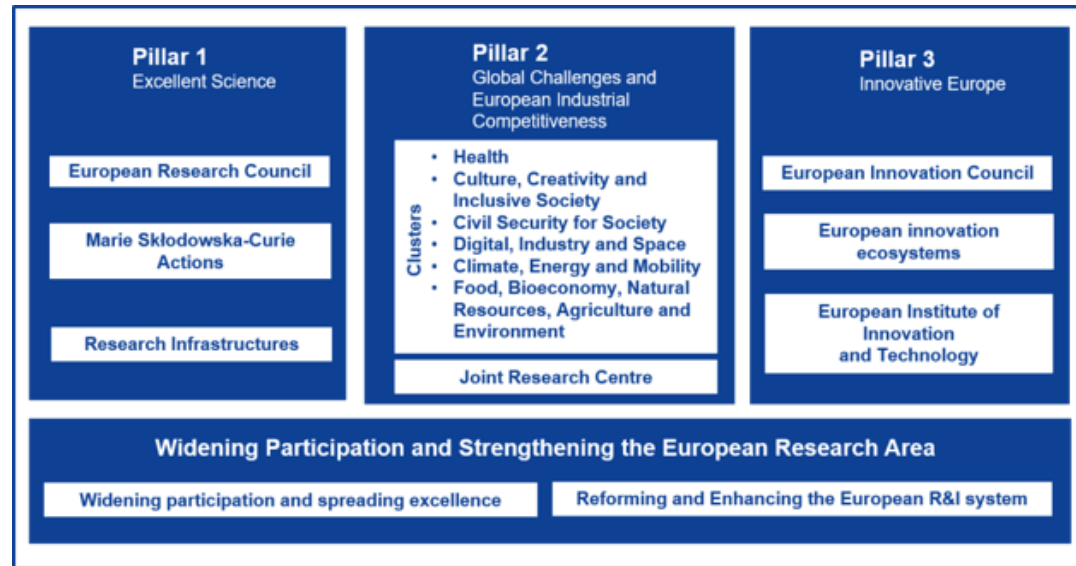 Pillar 1
Excellent Science
European Research Council
Marie Skłodowska-Curie
Actions
Research Infrastructures
Pillar 2
Global Challenges and
European Industrial
Competitiveness
Clusters
• Health
• Culture, Creativity and
Inclusive Society
• Civil Security for Society
• Digital, Industry and Space
• Climate, Energy and Mobility
• Food, Bioeconomy, Natural
Resources, Agriculture and
Environment
Joint Research Centre
Pillar 3
Innovative Europe
European Innovation Council
European innovation
ecosystems
European Institute of
Innovation
and Technology
Widening Participation and Strengthening the European Research Area
Widening participation and spreading excellence
Reforming and Enhancing the European R&I system